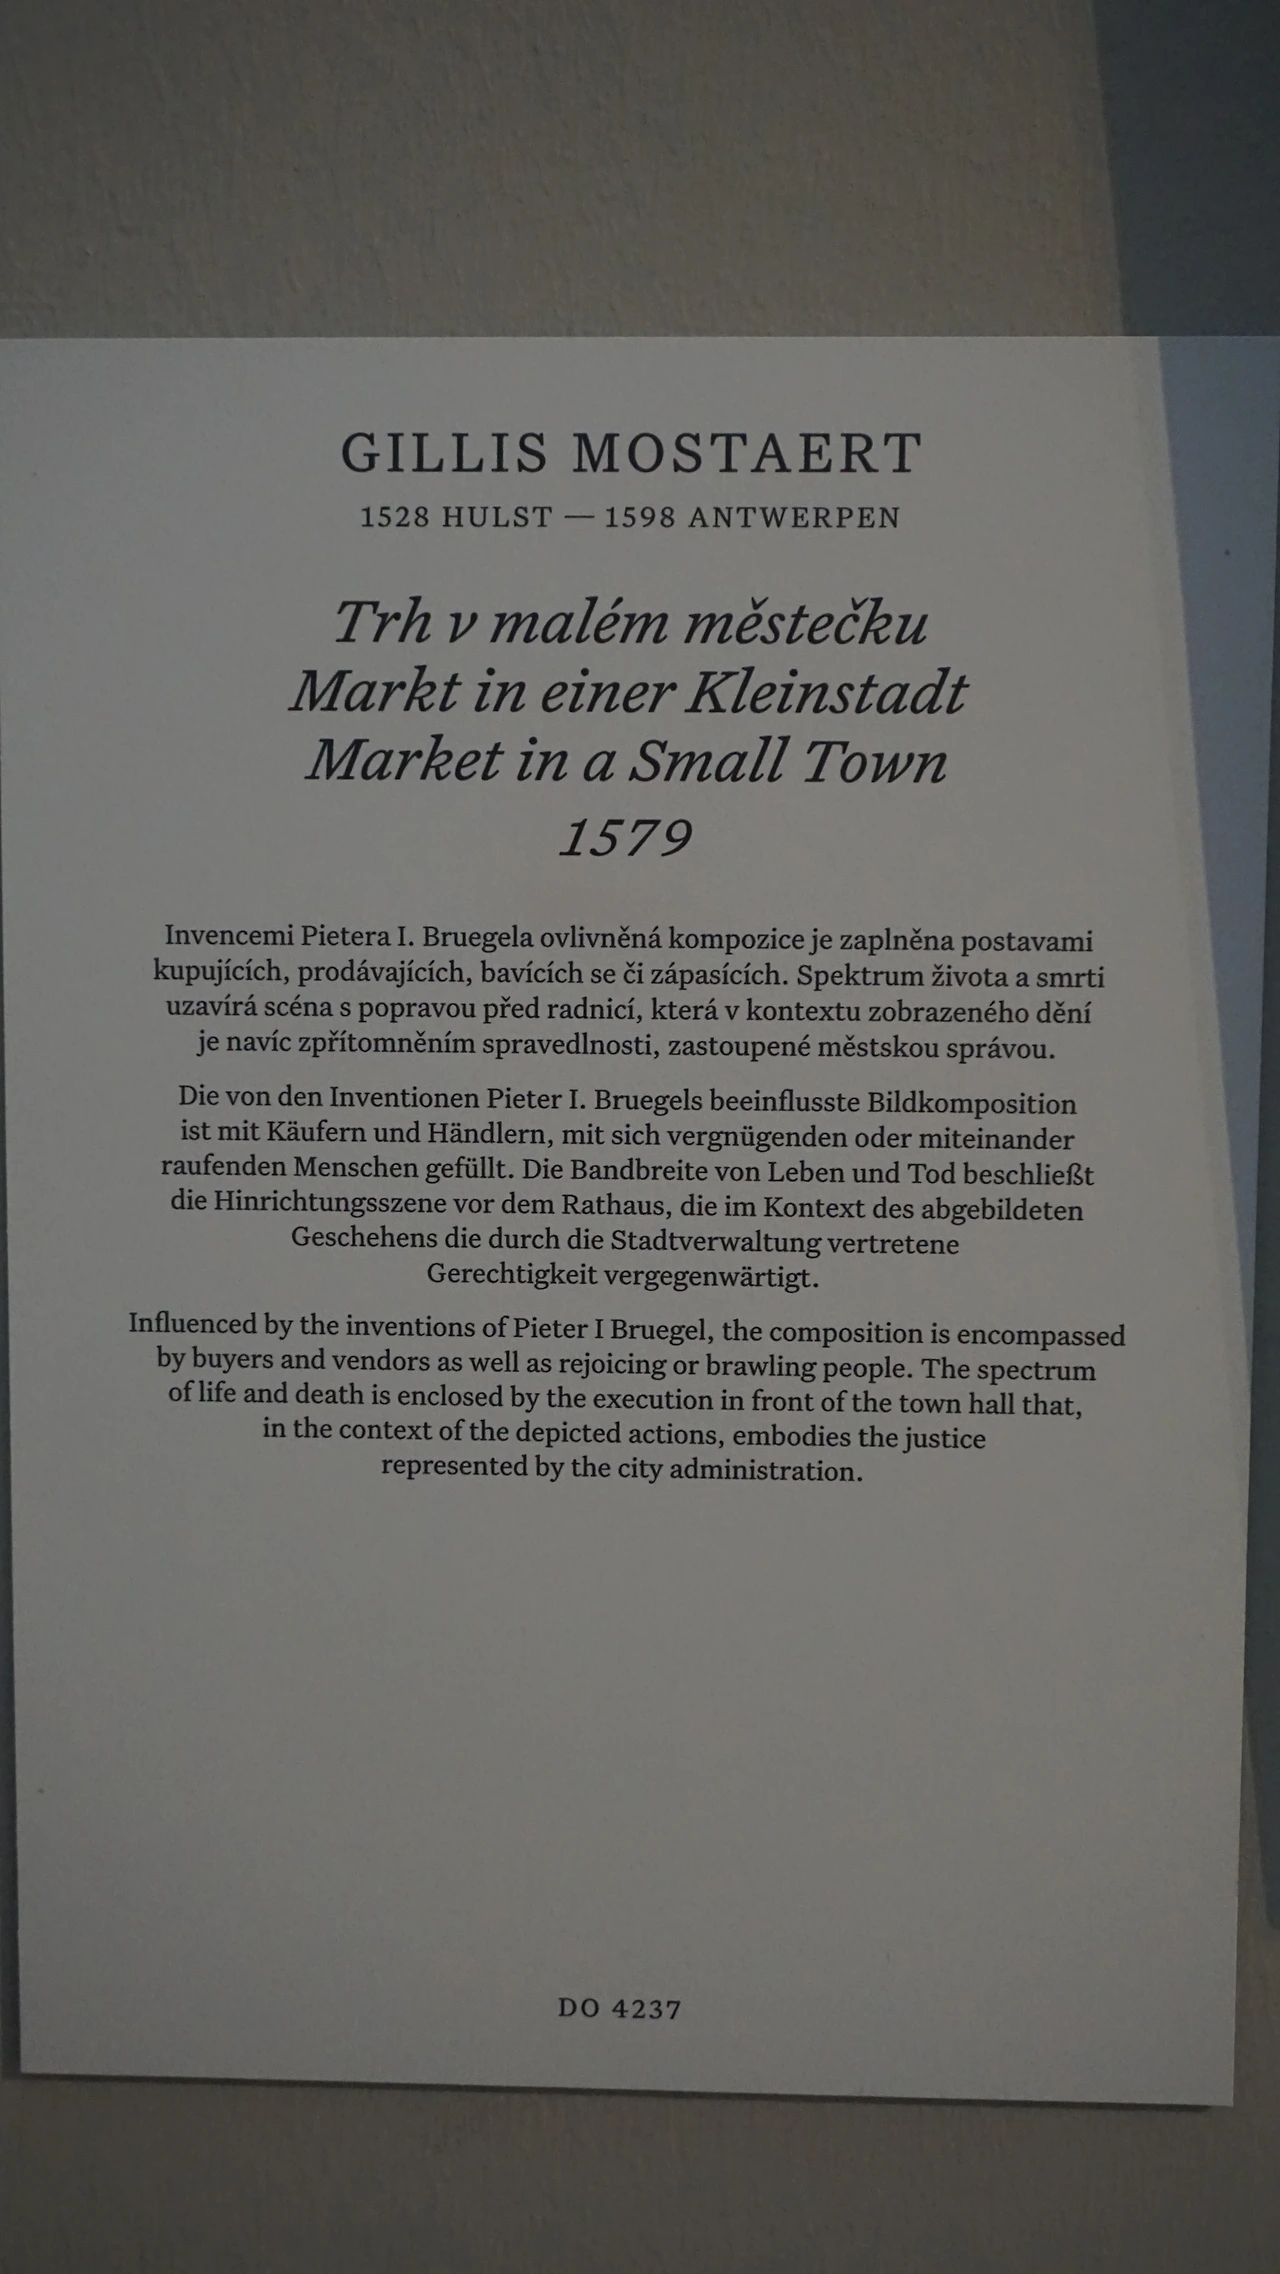 GILLIS MOSTAERT
1528 HULST — 1598 ANTWERPEN
Trh v malém městečku
Markt in einer Kleinstadt
Market in a Small Town
1579
Invencemi Pietera I. Bruegela ovlivněná kompozice je zaplněna postavami
kupujících, prodávajících, bavících se či zápasících. Spektrum života a smrti
uzavírá scéna s popravou před radnicí, která v kontextu zobrazeného dění
je navíc zpřítomněním spravedlnosti, zastoupené městskou správou.
Die von den Inventionen Pieter I. Bruegels beeinflusste Bildkomposition
ist mit Käufern und Händlern, mit sich vergnügenden oder miteinander
raufenden Menschen gefüllt. Die Bandbreite von Leben und Tod beschließt
die Hinrichtungsszene vor dem Rathaus, die im Kontext des abgebildeten
Geschehens die durch die Stadtverwaltung vertretene
Gerechtigkeit vergegenwärtigt.
Influenced by the inventions of Pieter I Bruegel, the composition is encompassed
by buyers and vendors as well as rejoicing or brawling people. The spectrum
of life and death is enclosed by the execution in front of the town hall that,
in the context of the depicted actions, embodies the justice
represented by the city administration.
DO 4237